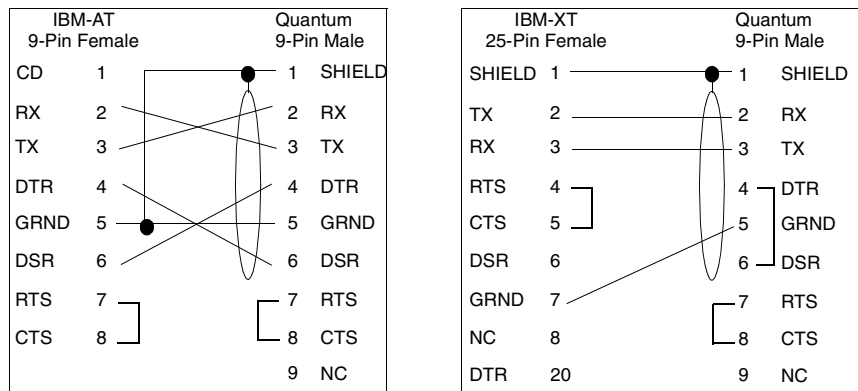 IBM-AT Quantum
9-Pin Female 9-Pin Male
CD 1 1 SHIELD
RX 2 2 RX
TX 3 3 TX
DTR 4 4 DTR
GRND 5 5 GRND
DSR 6 6 DSR
RTS 7 7 RTS
CTS 8 8 CTS
9 NC
IBM-XT Quantum
25-Pin Female 9-Pin Male
SHIELD 1 1 SHIELD
TX 2 2 RX
RX 3 3 TX
RTS 4 4 DTR
CTS 5 5 GRND
DSR 6 6 DSR
GRND 7 7 RTS
NC 8 8 CTS
DTR 20 9 NC